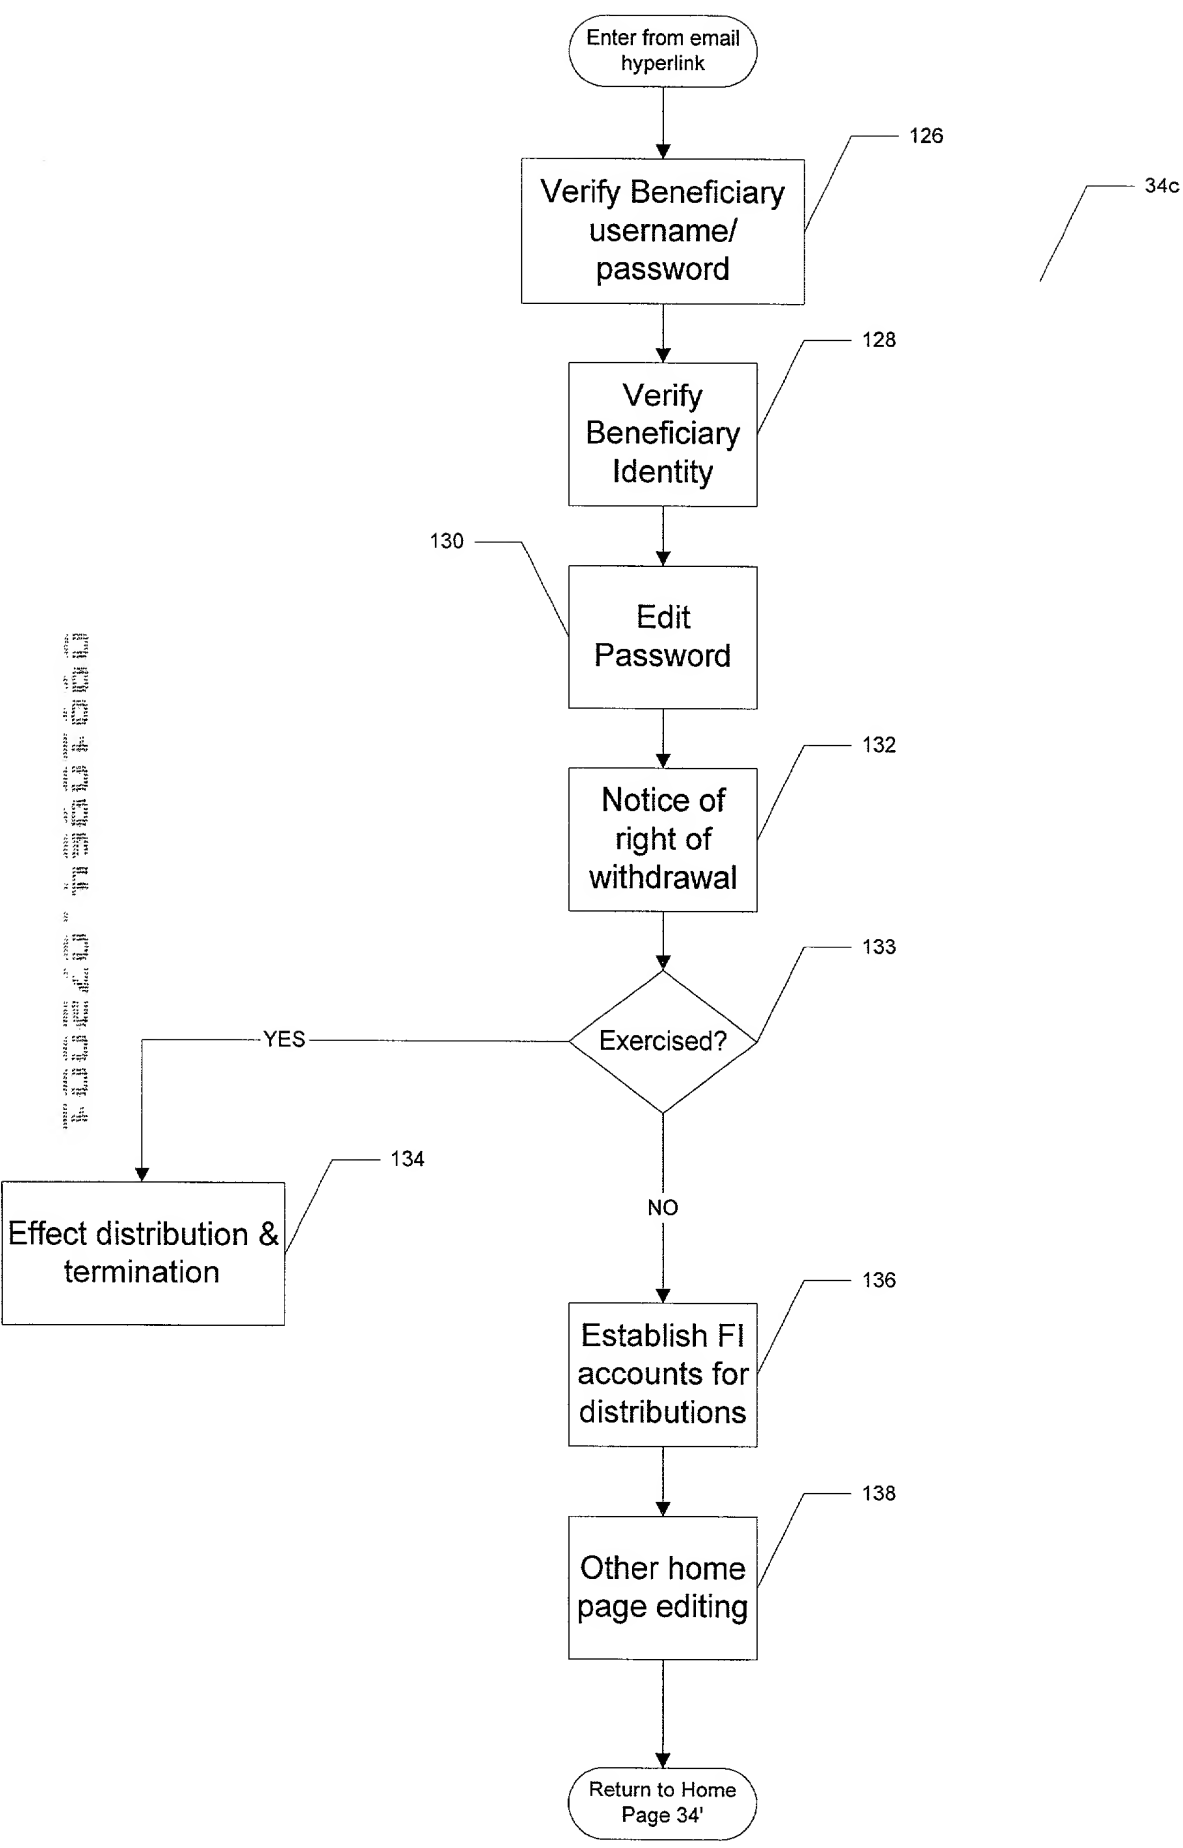 Enter from email
hyperlink
126
34c
Verify Beneficiary
username/
password
128
Verify
Beneficiary
Identity
130
Edit
Password
132
Notice of
right of
withdrawal
133
Exercised?
YES
134
Effect distribution &
termination
NO
136
Establish FI
accounts for
distributions
138
Other home
page editing
Return to Home
Page 34'